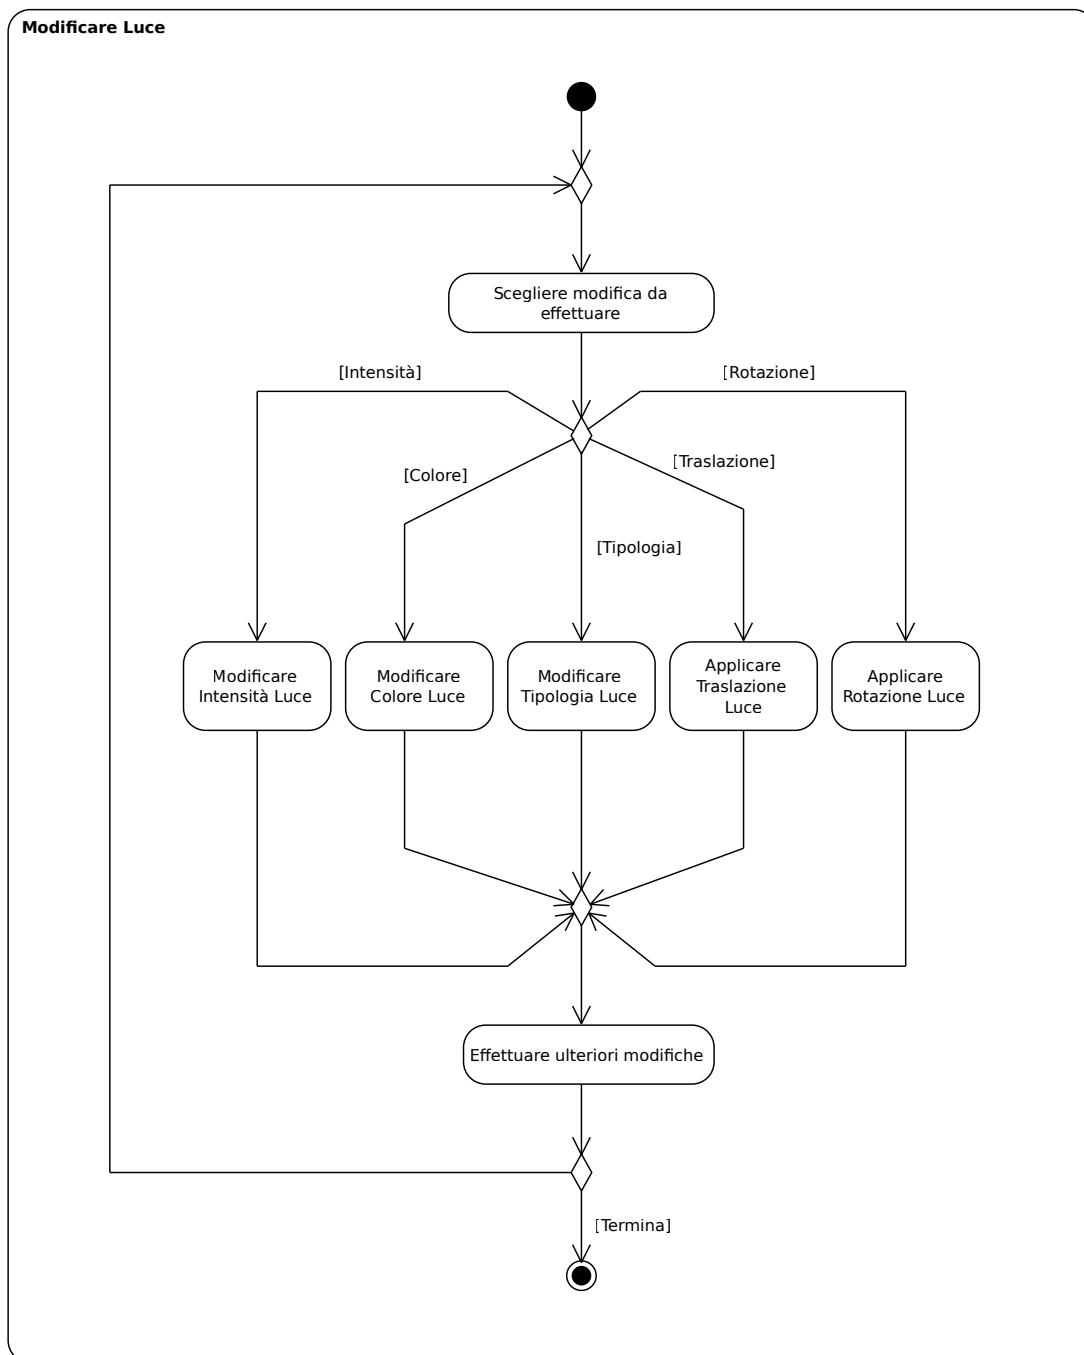 Modificare Luce
Scegliere modifica da
effettuare
[Intensità]
[Rotazione]
[Colore]
[Traslazione]
[Tipologia]
Modificare
Intensità Luce
Modificare
Colore Luce
Modificare
Tipologia Luce
Applicare
Traslazione
Luce
Applicare
Rotazione Luce
Effettuare ulteriori modifiche
[Termina]